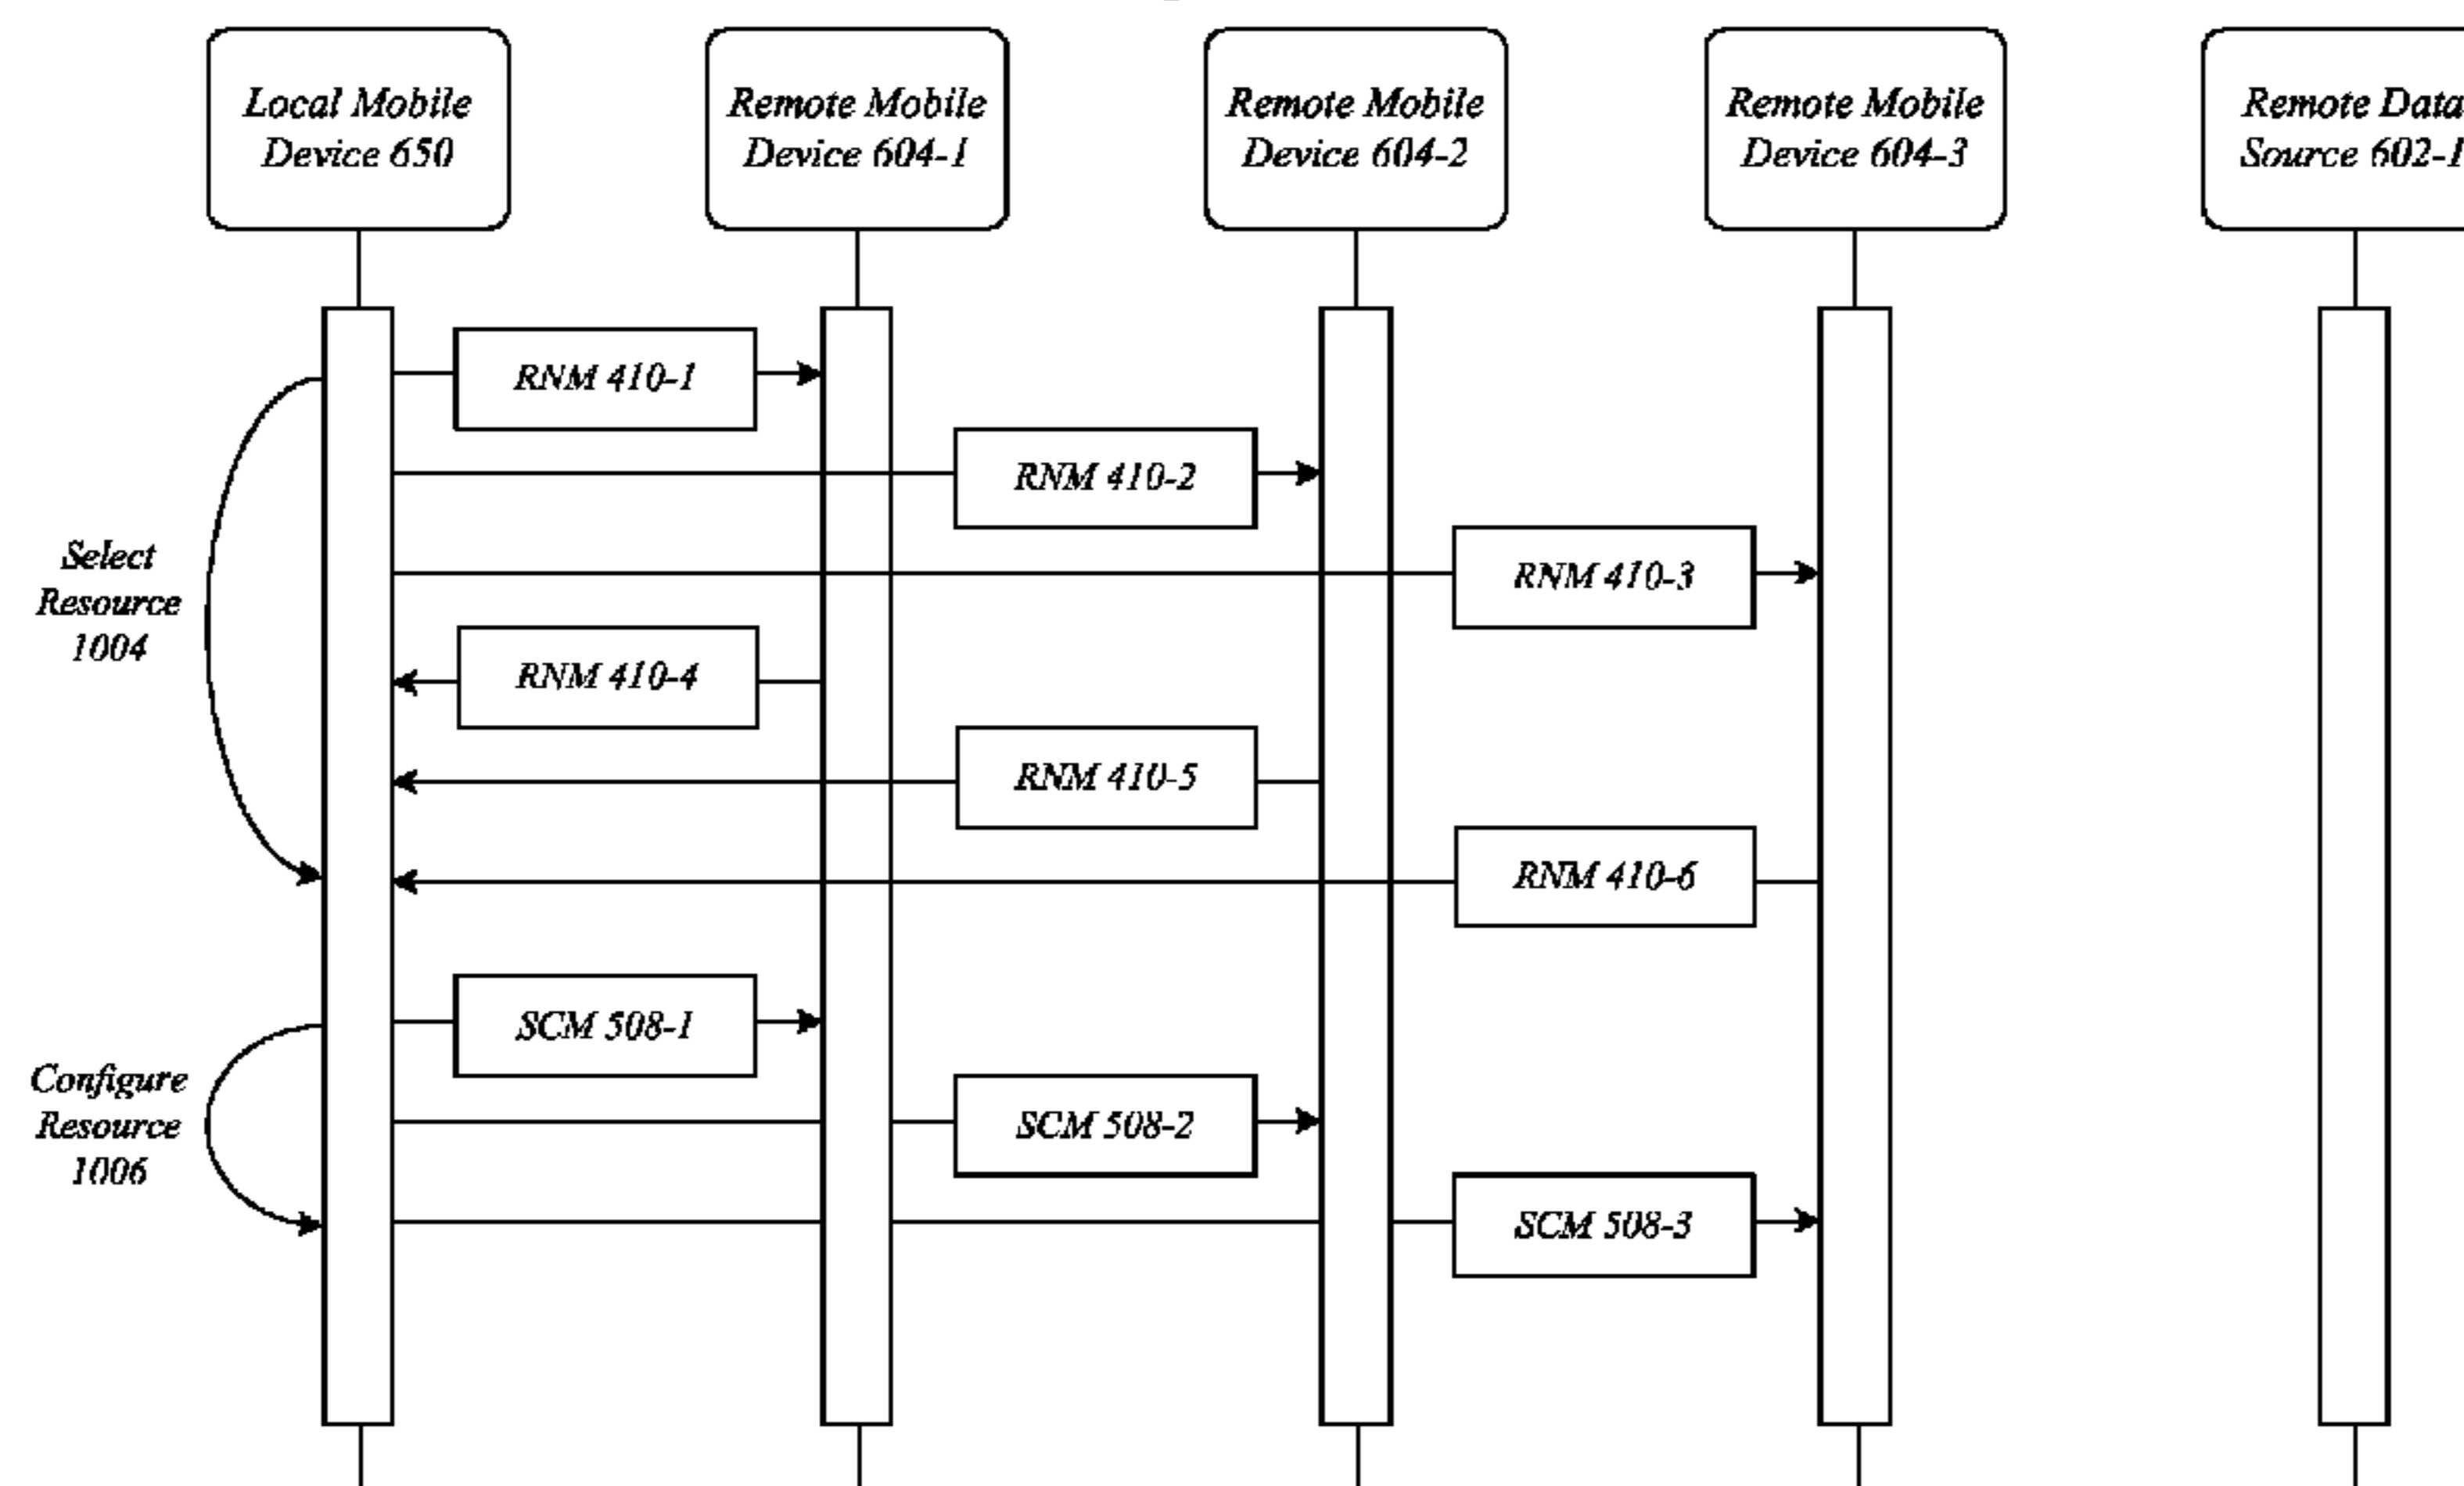 Local Mobile
Device 650
Remote Mobile
Device 604-1
Remote Mobile
Device 604-2
Remote Mobile
Device 604-3
Remote Data
Source 602-1
RNM 410-1
RNM 410-2
RNM 410-3
Select
Resource
1004
RNM 410-4
RNM 410-5
RNM 410-6
SCM 508-1
Configure
Resource
1006
SCM 508-2
SCM 508-3